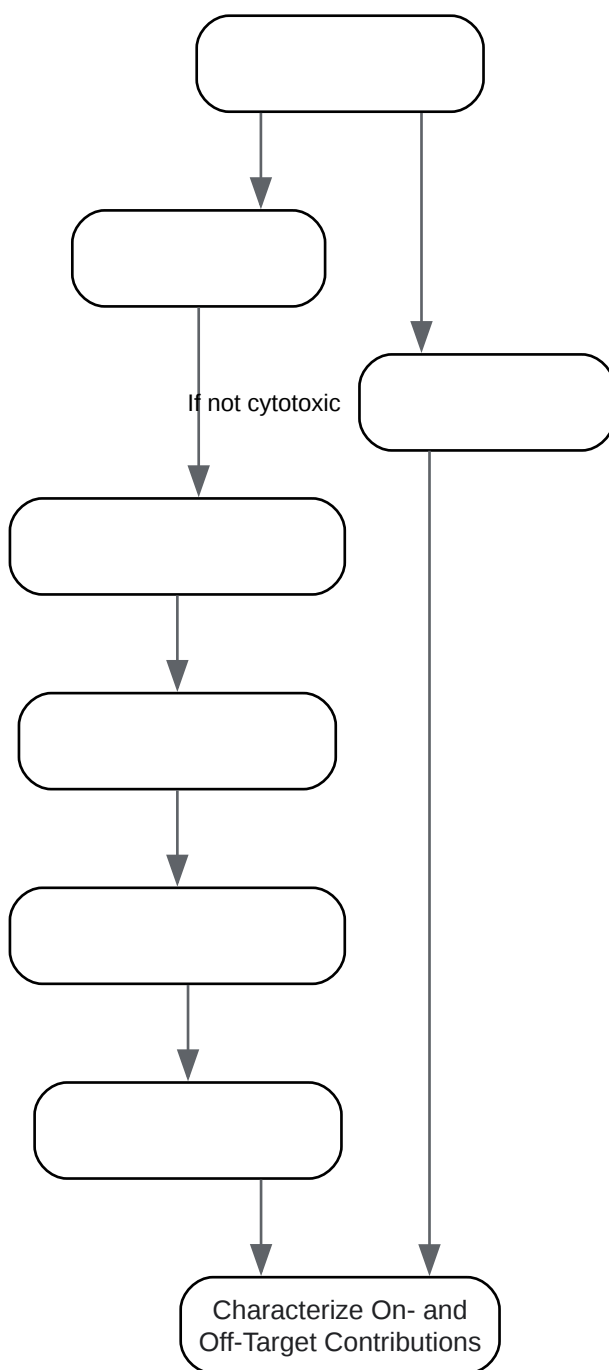 If not cytotoxic
Characterize On- and
Off-Target Contributions